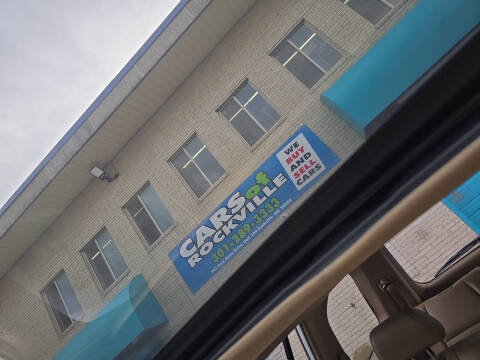 CARS of
ROCKVILLE
301-289-3333
WE
BUY
AND
SELL
CARS